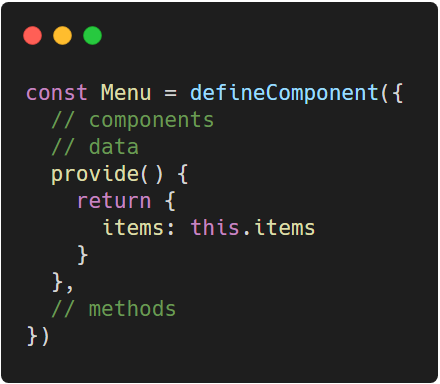 const Menu = defineComponent({
  // components
  // data
  provide() {
    return {
      items: this.items
    }
  },
  // methods
})